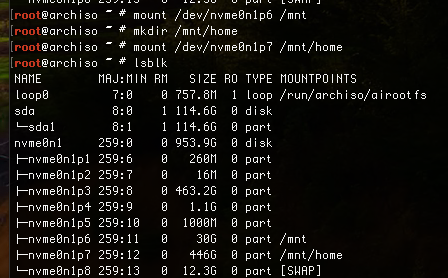 [root@archiso ~ # mount /dev/nvme0n1p6 /mnt
[root@archiso ~ # mkdir /mnt/home
[root@archiso ~ # mount /dev/nvme0n1p7 /mnt/home
[root@archiso ~ # lsblk
NAME        MAJ:MIN RM   SIZE RO TYPE MOUNTPOINTS
loop0         7:0    0 757.8M  1 loop /run/archiso/airootfs
sda           8:0    1 114.6G  0 disk
└─sda1        8:1    1 114.6G  0 part
nvme0n1     259:0    0 953.9G  0 disk
├─nvme0n1p1 259:6    0   260M  0 part
├─nvme0n1p2 259:7    0    16M  0 part
├─nvme0n1p3 259:8    0 463.2G  0 part
├─nvme0n1p4 259:9    0   1.1G  0 part
├─nvme0n1p5 259:10   0  1000M  0 part
├─nvme0n1p6 259:11   0    30G  0 part /mnt
├─nvme0n1p7 259:12   0   446G  0 part /mnt/home
└─nvme0n1p8 259:13   0  12.3G  0 part [SWAP]